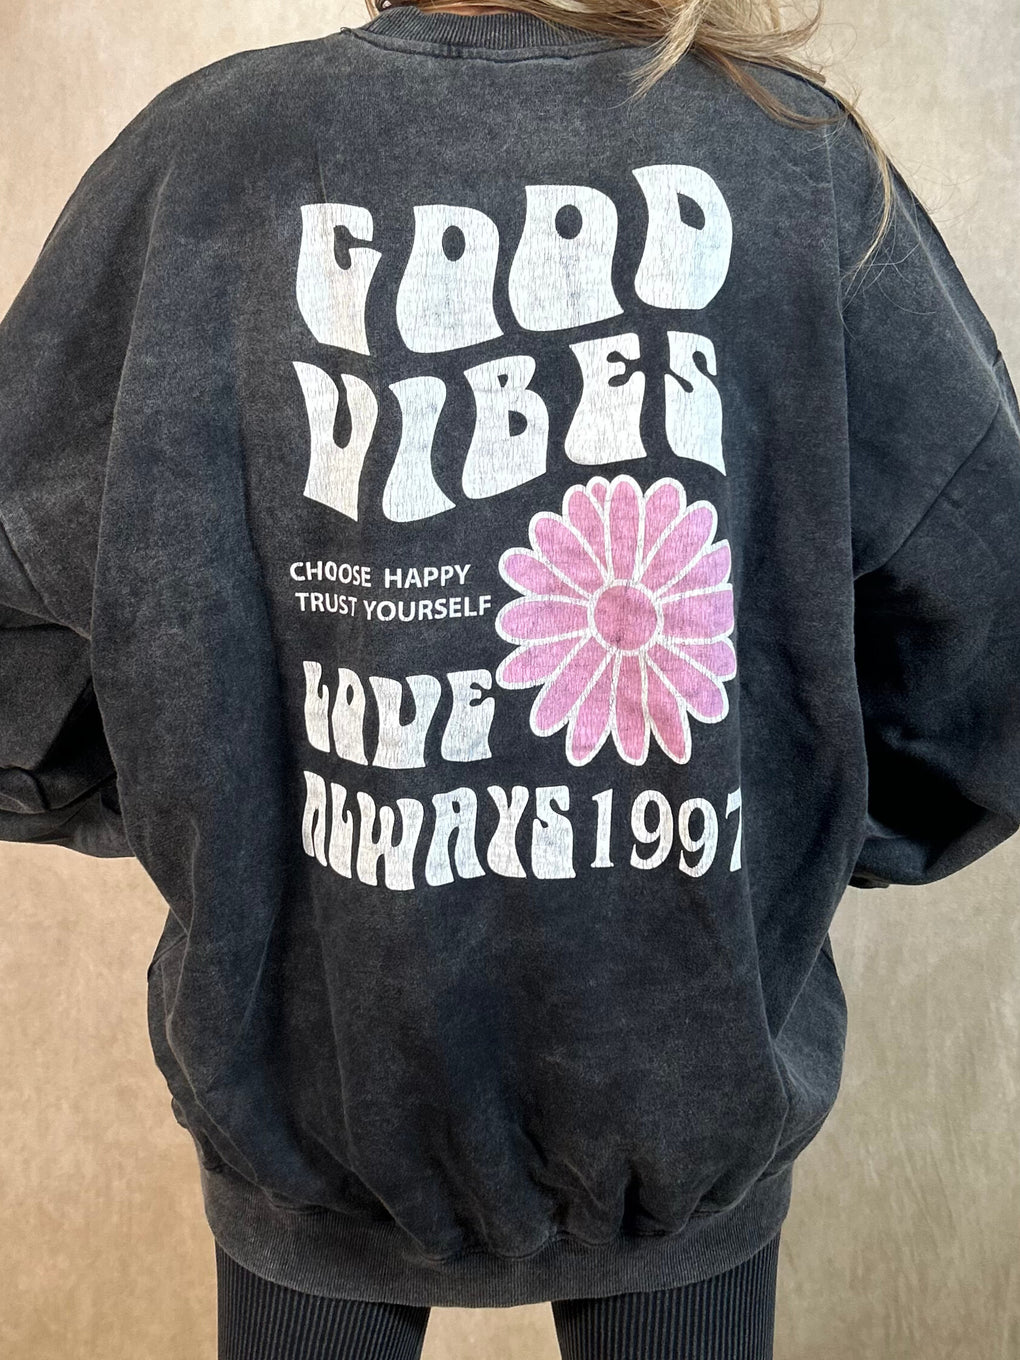 GOOD
VIBES
CHOOSE HAPPY
TRUST YOURSELF
LOVE
ALWAYS 1997